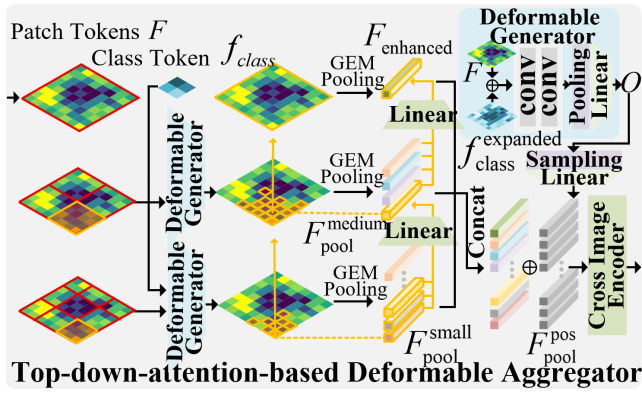 Patch Tokens F
Class Token f_class
F_enhanced
GEM
Pooling
Linear
Deformable
Generator
F
⊕
conv
conv
Pooling
Linear
O
f_class^expanded
Sampling
Linear
Deformable
Generator
GEM
Pooling
F_pool^medium
Linear
Concat
Deformable
Generator
GEM
Pooling
F_pool^small
⊕
F_pool^pos
Cross Image
Encoder
Top-down-attention-based Deformable Aggregator